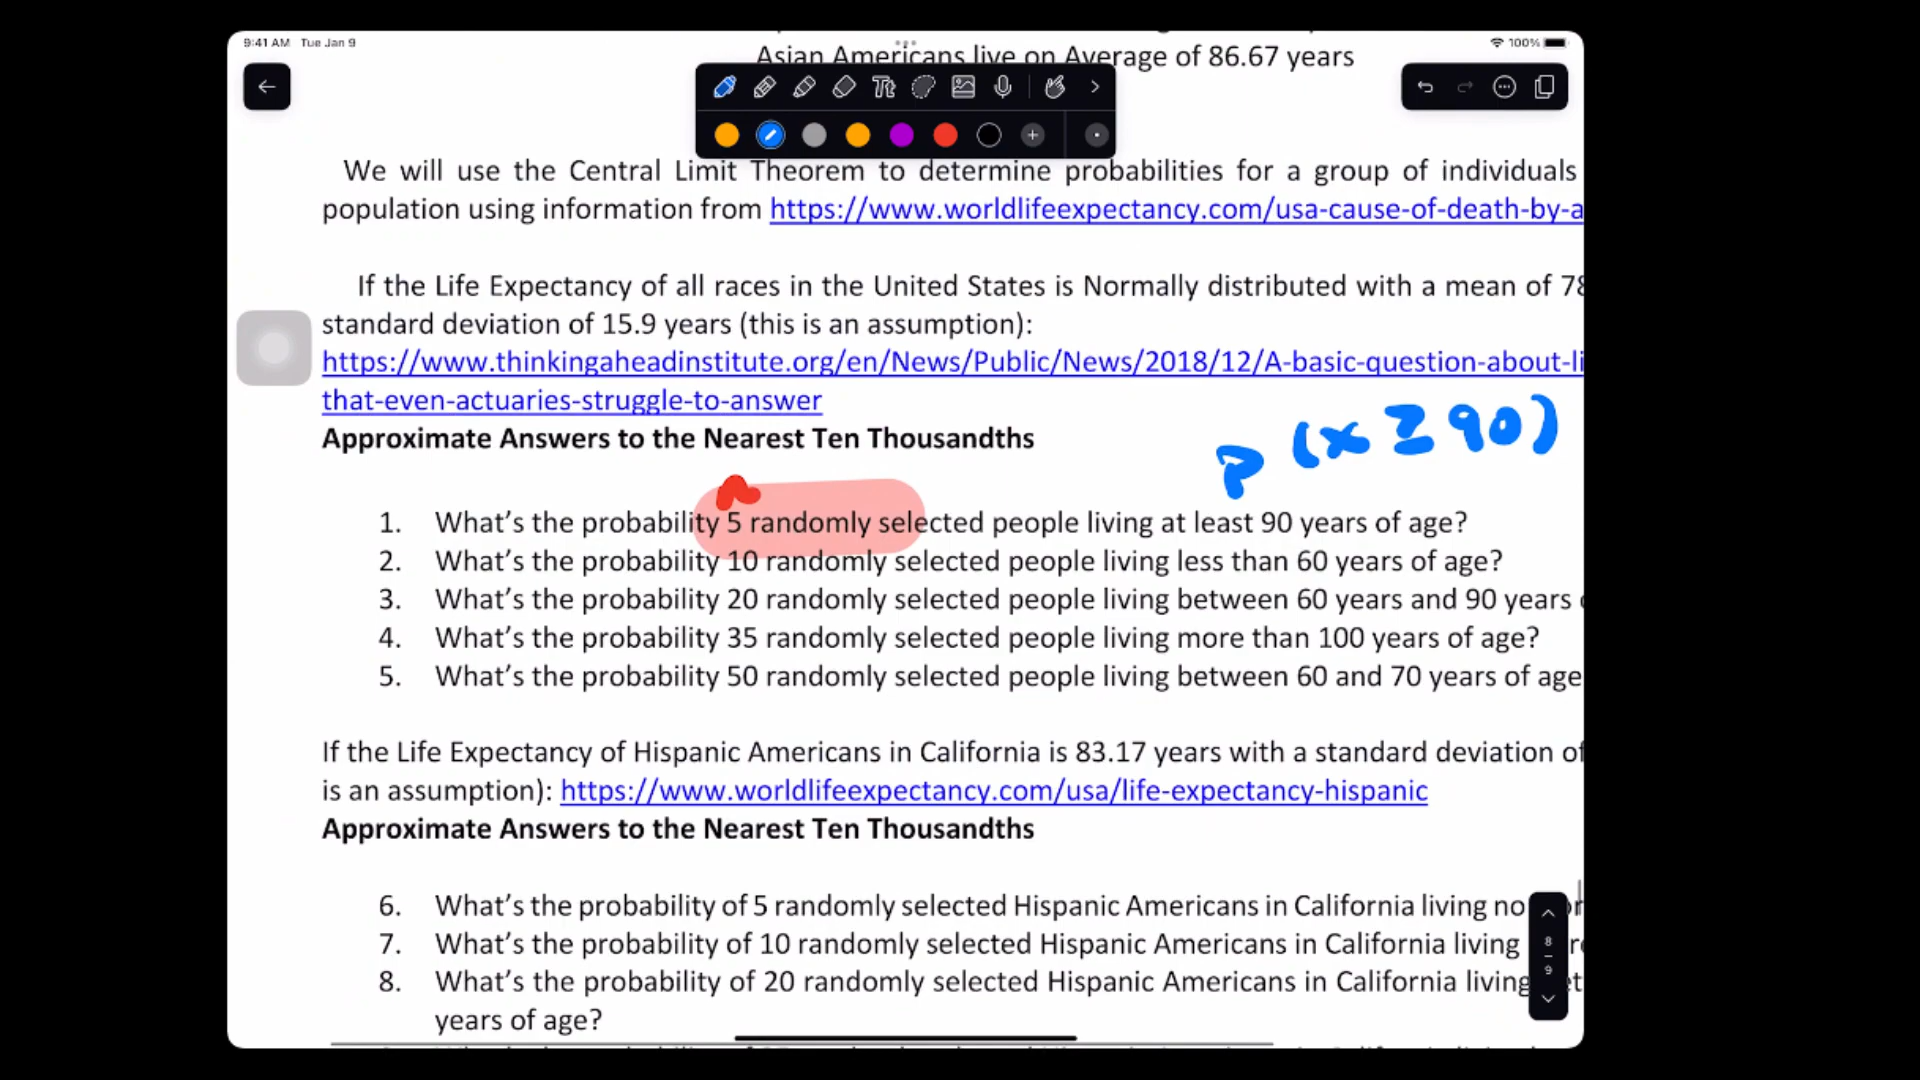 9:41 AM Tue Jan 9
100%
Asian Americans live on Average of 86.67 years
We will use the Central Limit Theorem to determine probabilities for a group of individuals
population using information from https://www.worldlifeexpectancy.com/usa-cause-of-death-by-a
If the Life Expectancy of all races in the United States is Normally distributed with a mean of 78
standard deviation of 15.9 years (this is an assumption):
https://www.thinkingaheadinstitute.org/en/News/Public/News/2018/12/A-basic-question-about-li
that-even-actuaries-struggle-to-answer
P (x ≥ 90)
Approximate Answers to the Nearest Ten Thousandths
n
1. What's the probability 5 randomly selected people living at least 90 years of age?
2. What's the probability 10 randomly selected people living less than 60 years of age?
3. What's the probability 20 randomly selected people living between 60 years and 90 years
4. What's the probability 35 randomly selected people living more than 100 years of age?
5. What's the probability 50 randomly selected people living between 60 and 70 years of age
If the Life Expectancy of Hispanic Americans in California is 83.17 years with a standard deviation of
is an assumption): https://www.worldlifeexpectancy.com/usa/life-expectancy-hispanic
Approximate Answers to the Nearest Ten Thousandths
6. What's the probability of 5 randomly selected Hispanic Americans in California living no
7. What's the probability of 10 randomly selected Hispanic Americans in California living
8. What's the probability of 20 randomly selected Hispanic Americans in California living
years of age?
8
9